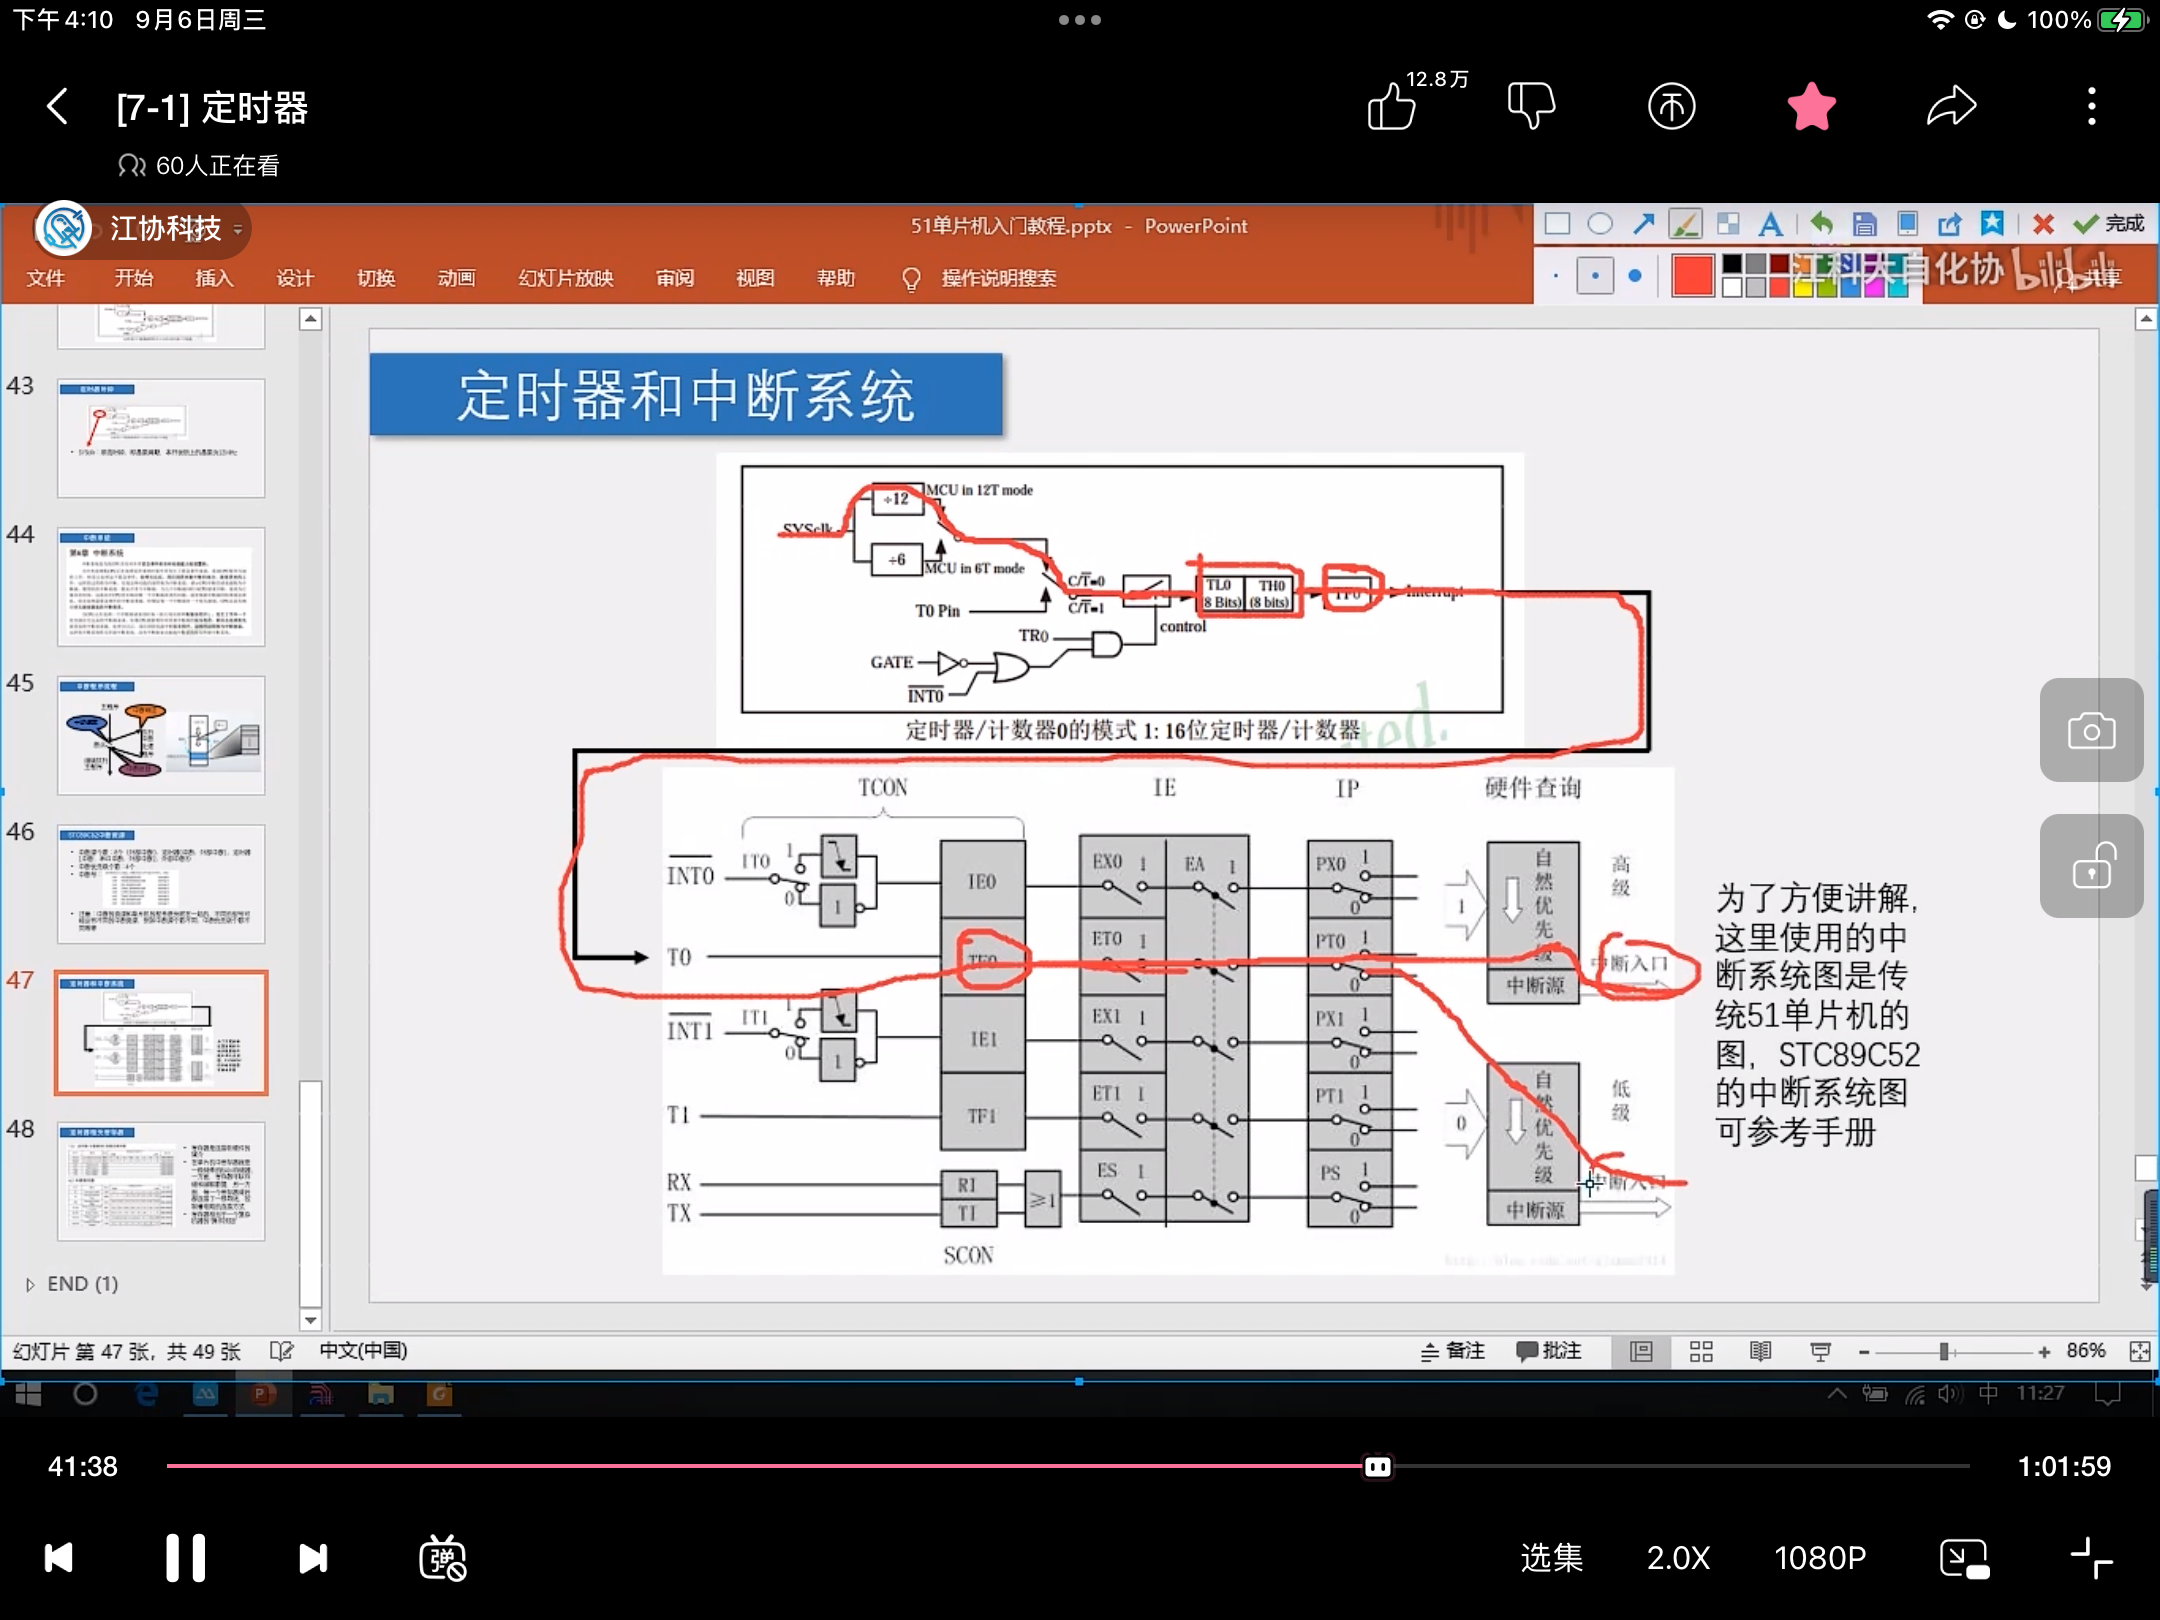 下午4:10 9月6日周三
100%
[7-1] 定时器
12.8万
60人正在看
江协科技
51单片机入门教程.pptx - PowerPoint
完成
文件 开始 插入 设计 切换 动画 幻灯片放映 审阅 视图 帮助 操作说明搜索
江科大自化协 bilibili
共享
43
44
45
46
47
48
END (1)
定时器和中断系统
SYSclk
÷12
MCU in 12T mode
÷6
MCU in 6T mode
T0 Pin
C/T=0
C/T=1
TL0
(8 Bits)
TH0
(8 bits)
TF0
Interrupt
control
TR0
GATE
INT0
定时器/计数器0的模式 1: 16位定时器/计数器
TCON IE IP 硬件查询
INT0 IT0 1 0 1 IE0 EX0 1 EA 1 PX0 1 0
T0 TF0 ET0 1 PT0 1 0
INT1 IT1 1 0 1 IE1 EX1 1 PX1 1 0
T1 TF1 ET1 1 PT1 1 0
RX RI ≥1 ES 1 PS 1 0
TX TI
SCON
1
自然优先级
中断源
高级
中断入口
0
自然优先级
中断源
低级
中断入口
为了方便讲解，
这里使用的中
断系统图是传
统51单片机的
图，STC89C52
的中断系统图
可参考手册
幻灯片 第 47 张，共 49 张 中文(中国) 备注 批注 86%
中 11:27
41:38 1:01:59
弹 选集 2.0X 1080P